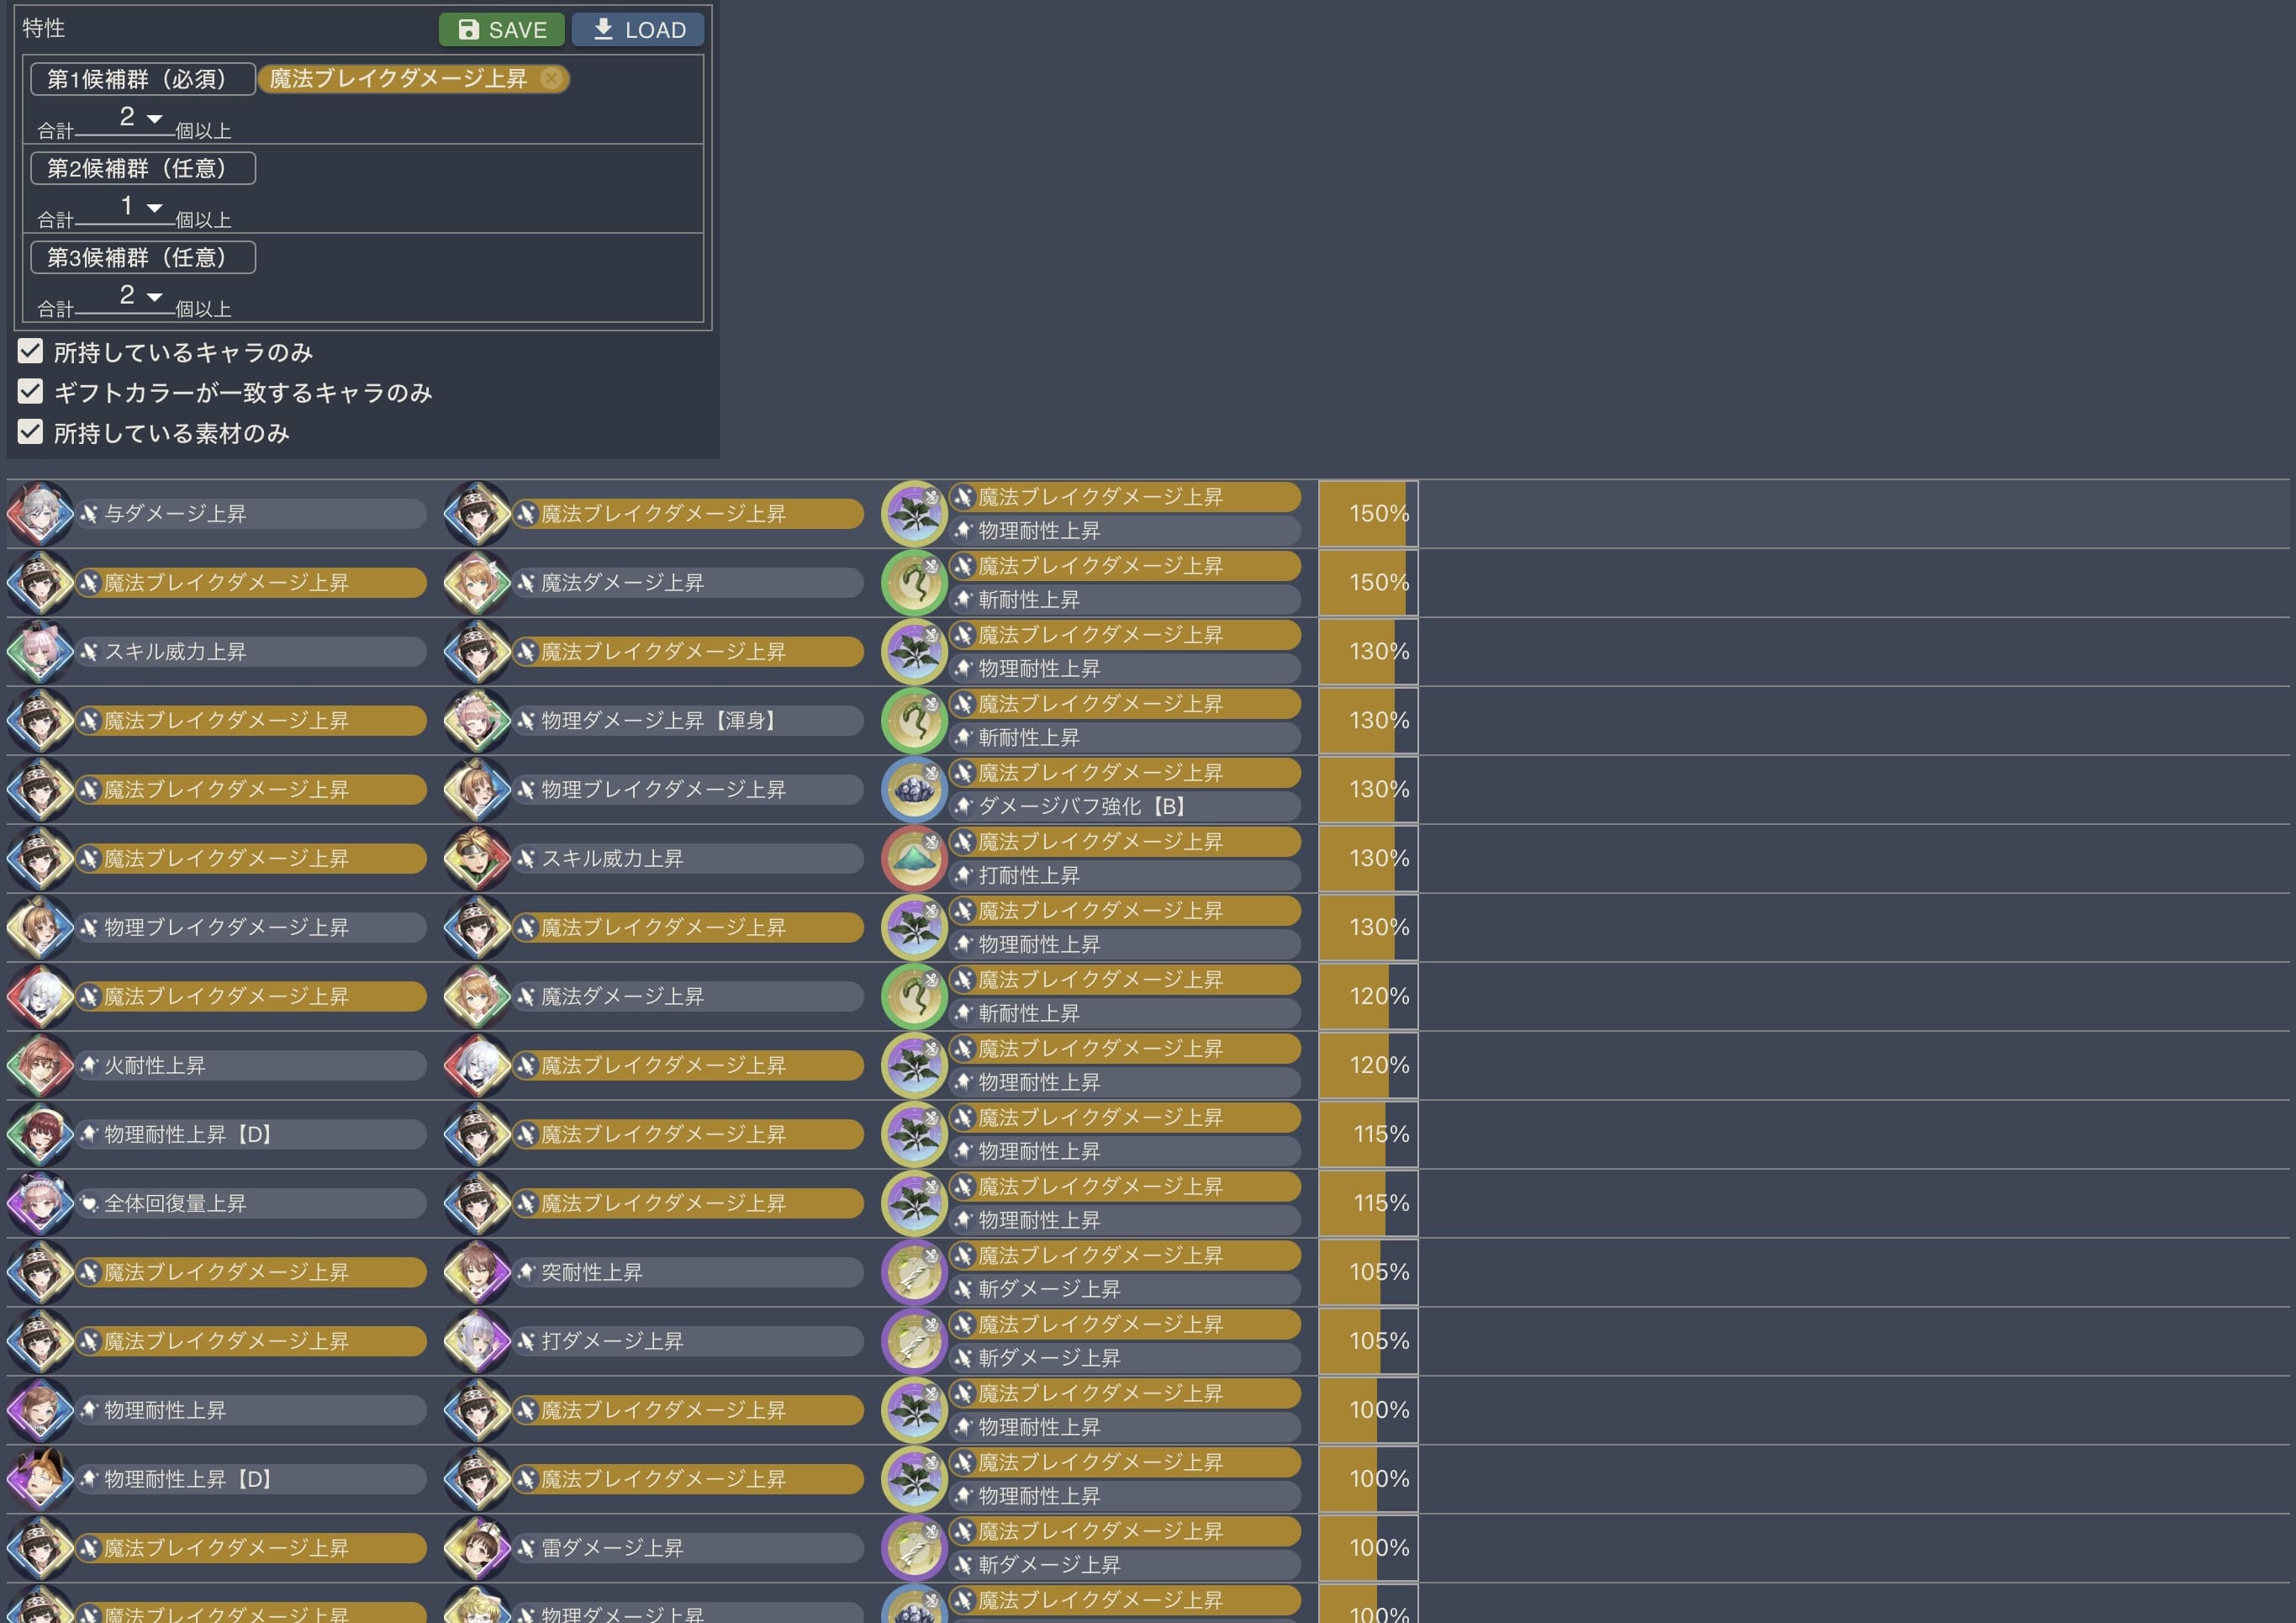 特性
SAVE
LOAD
第1候補群（必須）
魔法ブレイクダメージ上昇
合計 2 個以上
第2候補群（任意）
合計 1 個以上
第3候補群（任意）
合計 2 個以上
所持しているキャラのみ
ギフトカラーが一致するキャラのみ
所持している素材のみ
与ダメージ上昇 魔法ブレイクダメージ上昇 魔法ブレイクダメージ上昇 150%
物理耐性上昇
魔法ブレイクダメージ上昇 魔法ダメージ上昇 魔法ブレイクダメージ上昇 150%
斬耐性上昇
スキル威力上昇 魔法ブレイクダメージ上昇 魔法ブレイクダメージ上昇 130%
物理耐性上昇
魔法ブレイクダメージ上昇 物理ダメージ上昇【渾身】 魔法ブレイクダメージ上昇 130%
斬耐性上昇
魔法ブレイクダメージ上昇 物理ブレイクダメージ上昇 魔法ブレイクダメージ上昇 130%
ダメージバフ強化【B】
魔法ブレイクダメージ上昇 スキル威力上昇 魔法ブレイクダメージ上昇 130%
打耐性上昇
物理ブレイクダメージ上昇 魔法ブレイクダメージ上昇 魔法ブレイクダメージ上昇 130%
物理耐性上昇
魔法ブレイクダメージ上昇 魔法ダメージ上昇 魔法ブレイクダメージ上昇 120%
斬耐性上昇
火耐性上昇 魔法ブレイクダメージ上昇 魔法ブレイクダメージ上昇 120%
物理耐性上昇
物理耐性上昇【D】 魔法ブレイクダメージ上昇 魔法ブレイクダメージ上昇 115%
物理耐性上昇
全体回復量上昇 魔法ブレイクダメージ上昇 魔法ブレイクダメージ上昇 115%
物理耐性上昇
魔法ブレイクダメージ上昇 突耐性上昇 魔法ブレイクダメージ上昇 105%
斬ダメージ上昇
魔法ブレイクダメージ上昇 打ダメージ上昇 魔法ブレイクダメージ上昇 105%
斬ダメージ上昇
物理耐性上昇 魔法ブレイクダメージ上昇 魔法ブレイクダメージ上昇 100%
物理耐性上昇
物理耐性上昇【D】 魔法ブレイクダメージ上昇 魔法ブレイクダメージ上昇 100%
物理耐性上昇
魔法ブレイクダメージ上昇 雷ダメージ上昇 魔法ブレイクダメージ上昇 100%
斬ダメージ上昇
魔法ブレイクダメージ上昇 物理ダメージ上昇 魔法ブレイクダメージ上昇 100%